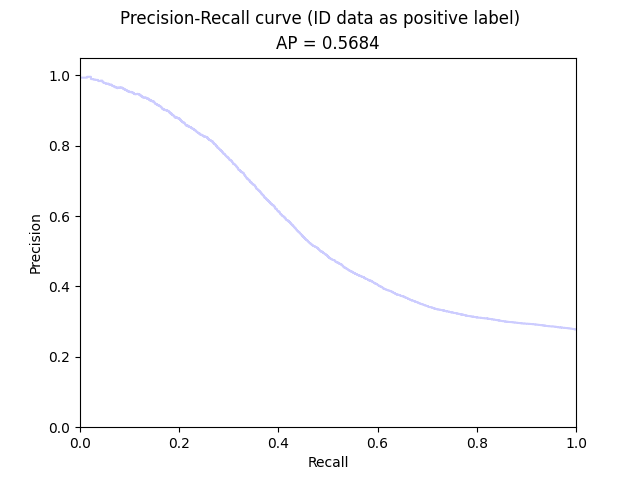 Precision-Recall curve (ID data as positive label)
AP = 0.5684
1.0
0.8
0.6
0.4
0.2
0.0
Precision
0.0 0.2 0.4 0.6 0.8 1.0
Recall